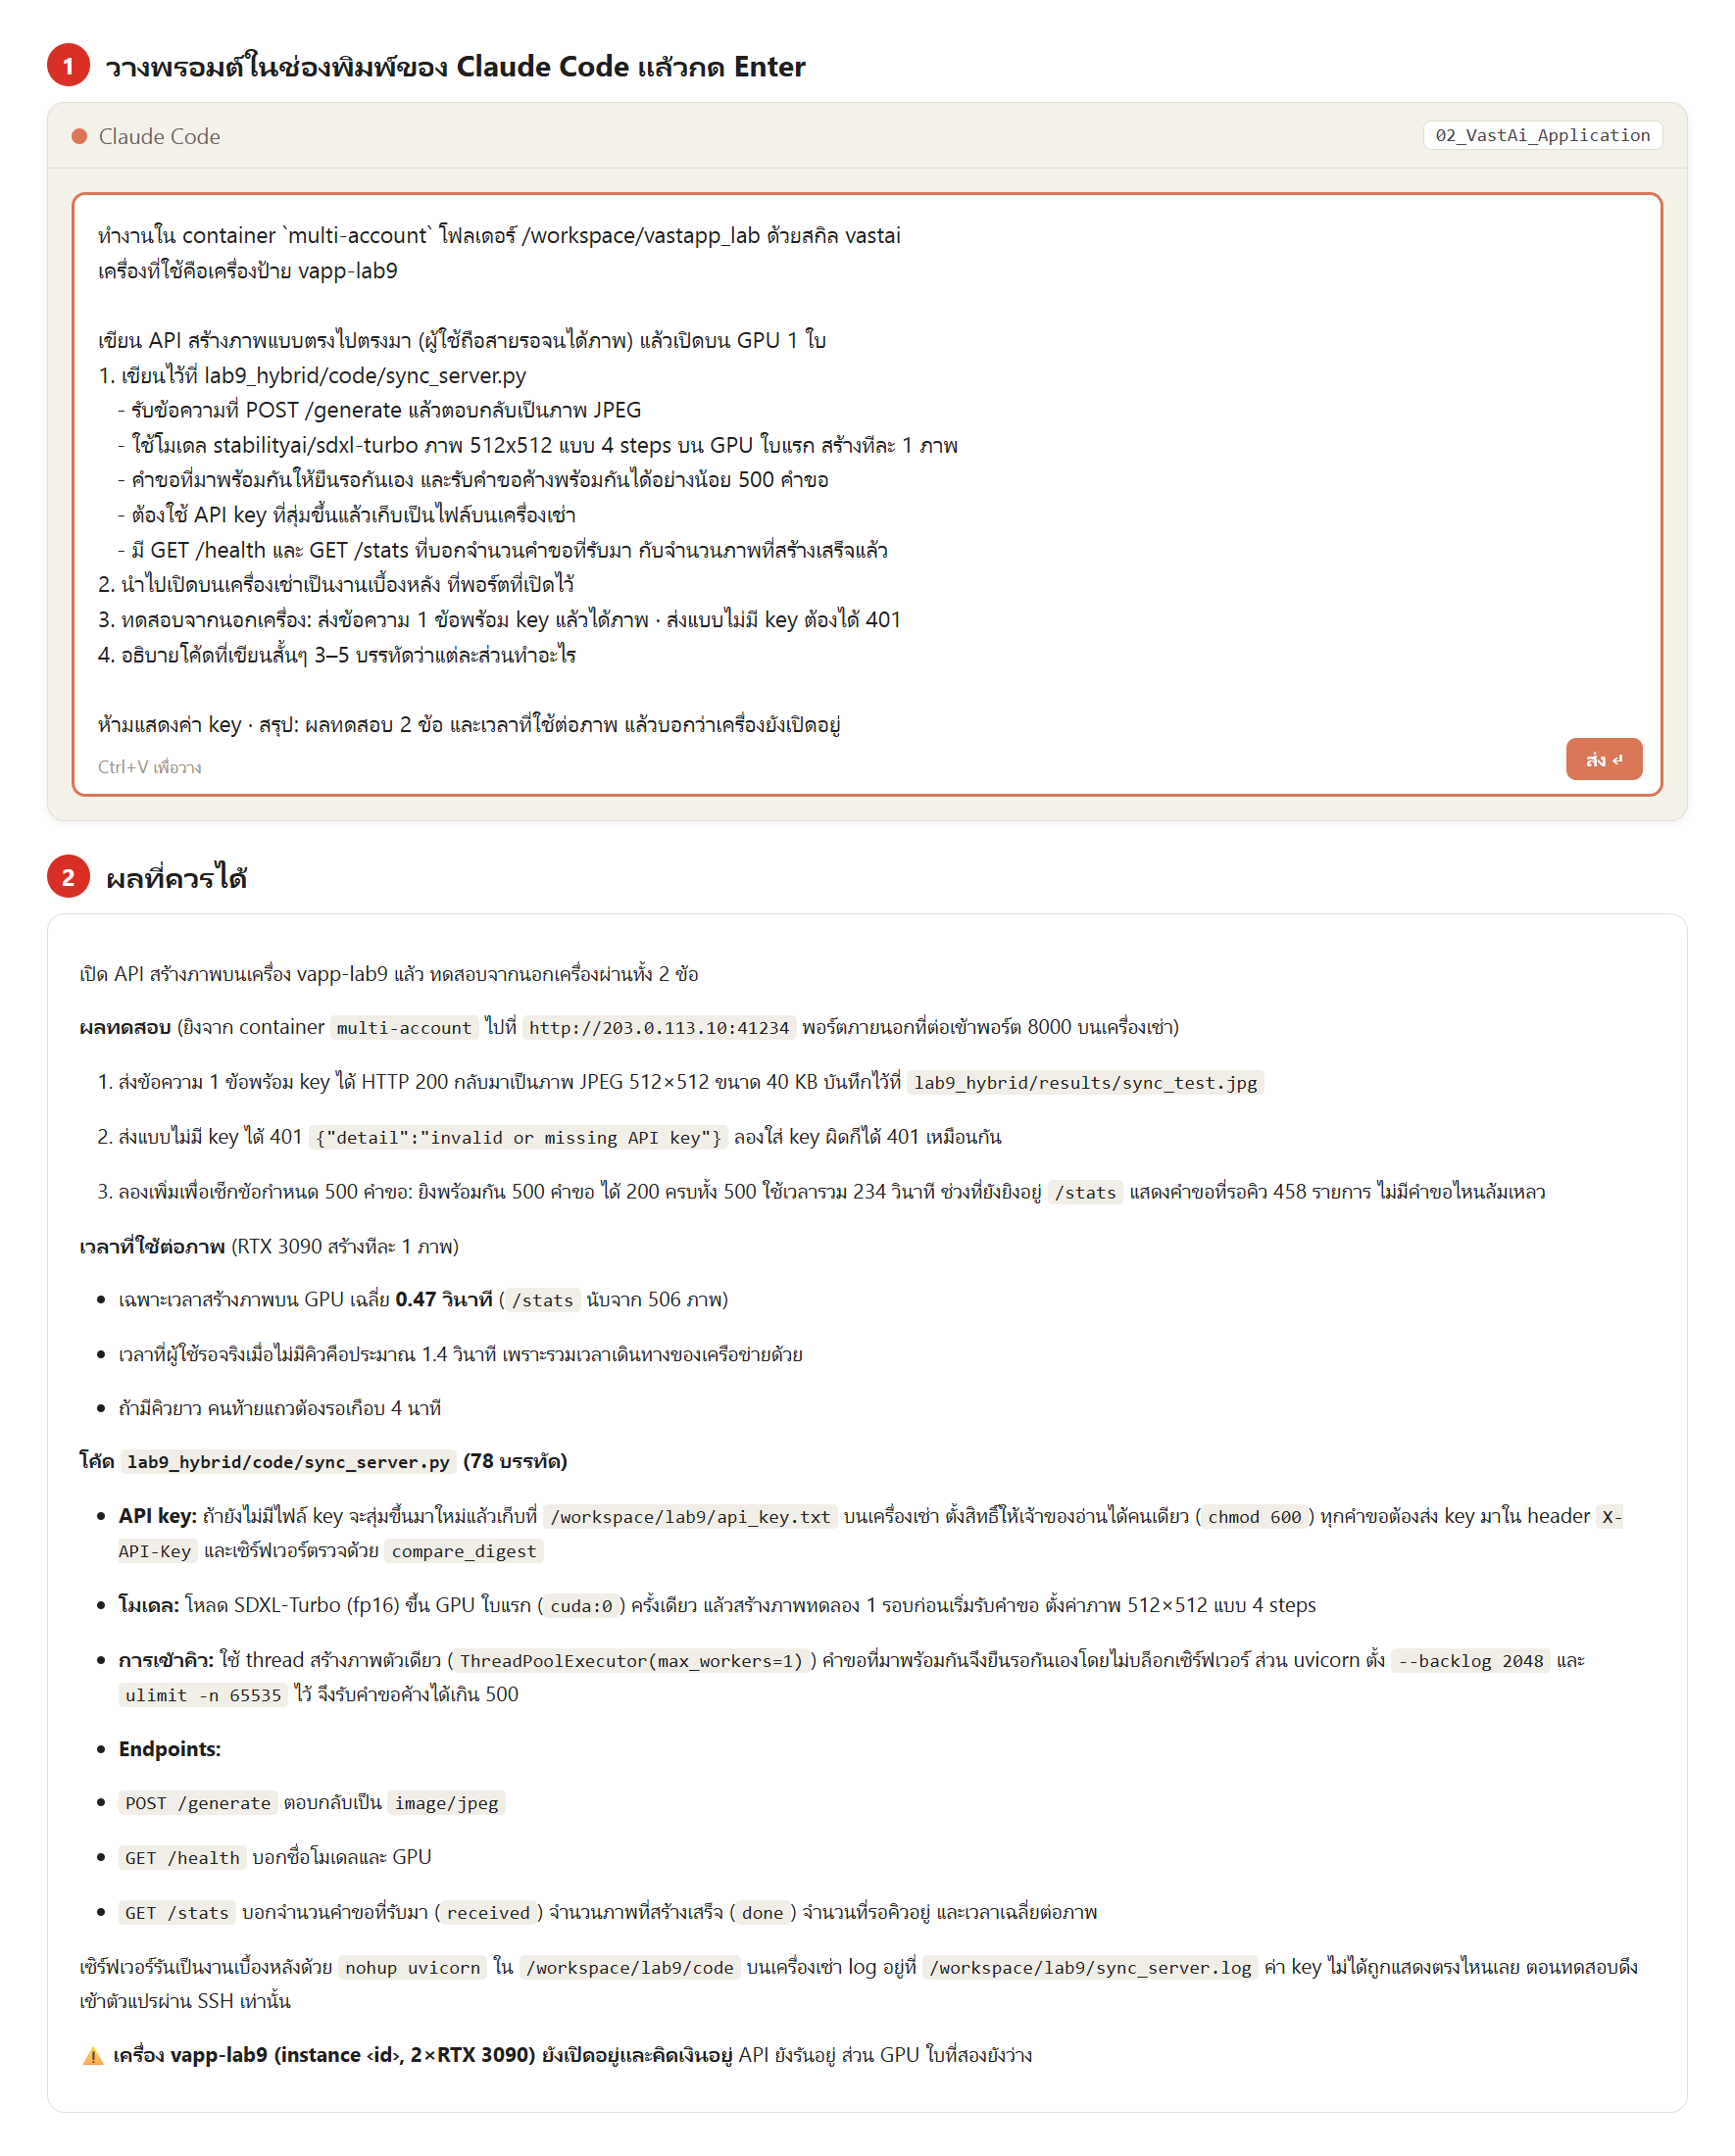 1 วางพรอมต์ในช่องพิมพ์ของ Claude Code แล้วกด Enter
Claude Code
02_VastAi_Application
ทำงานใน container `multi-account` โฟลเดอร์ /workspace/vastapp_lab ด้วยสกิล vastai
เครื่องที่ใช้คือเครื่องป้าย vapp-lab9
เขียน API สร้างภาพแบบตรงไปตรงมา (ผู้ใช้ถือสายรอจนได้ภาพ) แล้วเปิดบน GPU 1 ใบ
1. เขียนไว้ที่ lab9_hybrid/code/sync_server.py
- รับข้อความที่ POST /generate แล้วตอบกลับเป็นภาพ JPEG
- ใช้โมเดล stabilityai/sdxl-turbo ภาพ 512x512 แบบ 4 steps บน GPU ใบแรก สร้างทีละ 1 ภาพ
- คำขอที่มาพร้อมกันให้ยืนรอกันเอง และรับคำขอค้างพร้อมกันได้อย่างน้อย 500 คำขอ
- ต้องใช้ API key ที่สุ่มขึ้นแล้วเก็บเป็นไฟล์บนเครื่องเช่า
- มี GET /health และ GET /stats ที่บอกจำนวนคำขอที่รับมา กับจำนวนภาพที่สร้างเสร็จแล้ว
2. นำไปเปิดบนเครื่องเช่าเป็นงานเบื้องหลัง ที่พอร์ตที่เปิดไว้
3. ทดสอบจากนอกเครื่อง: ส่งข้อความ 1 ข้อพร้อม key แล้วได้ภาพ · ส่งแบบไม่มี key ต้องได้ 401
4. อธิบายโค้ดที่เขียนสั้นๆ 3–5 บรรทัดว่าแต่ละส่วนทำอะไร
ห้ามแสดงค่า key · สรุป: ผลทดสอบ 2 ข้อ และเวลาที่ใช้ต่อภาพ แล้วบอกว่าเครื่องยังเปิดอยู่
Ctrl+V เพื่อวาง
ส่ง ↵
2 ผลที่ควรได้
เปิด API สร้างภาพบนเครื่อง vapp-lab9 แล้ว ทดสอบจากนอกเครื่องผ่านทั้ง 2 ข้อ
ผลทดสอบ (ยิงจาก container multi-account ไปที่ http://203.0.113.10:41234 พอร์ตภายนอกที่ต่อเข้าพอร์ต 8000 บนเครื่องเช่า)
1. ส่งข้อความ 1 ข้อพร้อม key ได้ HTTP 200 กลับมาเป็นภาพ JPEG 512×512 ขนาด 40 KB บันทึกไว้ที่ lab9_hybrid/results/sync_test.jpg
2. ส่งแบบไม่มี key ได้ 401 {"detail":"invalid or missing API key"} ลองใส่ key ผิดก็ได้ 401 เหมือนกัน
3. ลองเพิ่มเพื่อเช็กข้อกำหนด 500 คำขอ: ยิงพร้อมกัน 500 คำขอ ได้ 200 ครบทั้ง 500 ใช้เวลารวม 234 วินาที ช่วงที่ยังยิงอยู่ /stats แสดงคำขอที่รอคิว 458 รายการ ไม่มีคำขอไหนล้มเหลว
เวลาที่ใช้ต่อภาพ (RTX 3090 สร้างทีละ 1 ภาพ)
• เฉพาะเวลาสร้างภาพบน GPU เฉลี่ย 0.47 วินาที (/stats นับจาก 506 ภาพ)
• เวลาที่ผู้ใช้รอจริงเมื่อไม่มีคิวคือประมาณ 1.4 วินาที เพราะรวมเวลาเดินทางของเครือข่ายด้วย
• ถ้ามีคิวยาว คนท้ายแถวต้องรอเกือบ 4 นาที
โค้ด lab9_hybrid/code/sync_server.py (78 บรรทัด)
• API key: ถ้ายังไม่มีไฟล์ key จะสุ่มขึ้นมาใหม่แล้วเก็บที่ /workspace/lab9/api_key.txt บนเครื่องเช่า ตั้งสิทธิ์ให้เจ้าของอ่านได้คนเดียว (chmod 600) ทุกคำขอต้องส่ง key มาใน header X-
API-Key และเซิร์ฟเวอร์ตรวจด้วย compare_digest
• โมเดล: โหลด SDXL-Turbo (fp16) ขึ้น GPU ใบแรก (cuda:0) ครั้งเดียว แล้วสร้างภาพทดลอง 1 รอบก่อนเริ่มรับคำขอ ตั้งค่าภาพ 512×512 แบบ 4 steps
• การเข้าคิว: ใช้ thread สร้างภาพตัวเดียว (ThreadPoolExecutor(max_workers=1)) คำขอที่มาพร้อมกันจึงยืนรอกันเองโดยไม่บล็อกเซิร์ฟเวอร์ ส่วน uvicorn ตั้ง --backlog 2048 และ
ulimit -n 65535 ไว้ จึงรับคำขอค้างได้เกิน 500
• Endpoints:
• POST /generate ตอบกลับเป็น image/jpeg
• GET /health บอกชื่อโมเดลและ GPU
• GET /stats บอกจำนวนคำขอที่รับมา (received) จำนวนภาพที่สร้างเสร็จ (done) จำนวนที่รอคิวอยู่ และเวลาเฉลี่ยต่อภาพ
เซิร์ฟเวอร์รันเป็นงานเบื้องหลังด้วย nohup uvicorn ใน /workspace/lab9/code บนเครื่องเช่า log อยู่ที่ /workspace/lab9/sync_server.log ค่า key ไม่ได้ถูกแสดงตรงไหนเลย ตอนทดสอบดึง
เข้าตัวแปรผ่าน SSH เท่านั้น
⚠️ เครื่อง vapp-lab9 (instance ‹id›, 2×RTX 3090) ยังเปิดอยู่และคิดเงินอยู่ API ยังรันอยู่ ส่วน GPU ใบที่สองยังว่าง